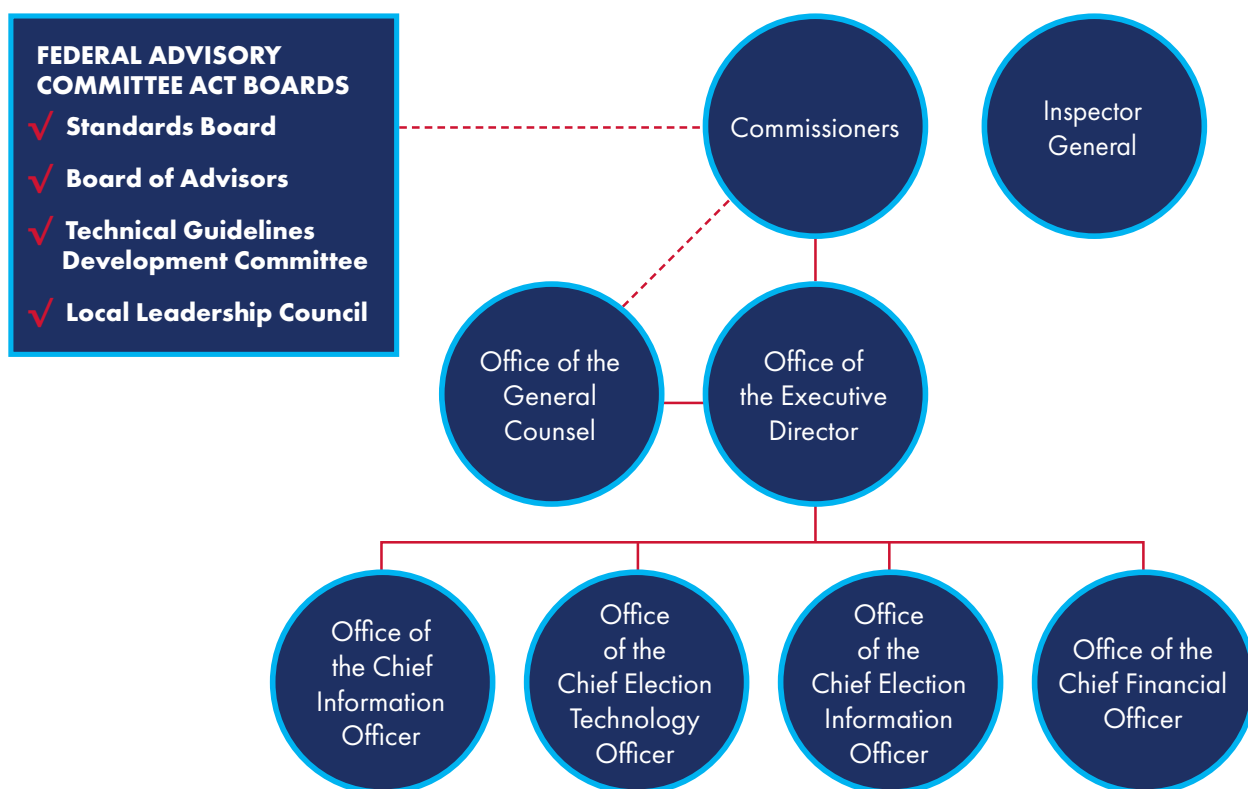 FEDERAL ADVISORY
COMMITTEE ACT BOARDS
√ Standards Board
√ Board of Advisors
√ Technical Guidelines
Development Committee
√ Local Leadership Council
Commissioners
Inspector
General
Office of the
General
Counsel
Office of
the Executive
Director
Office of
the Chief
Information
Officer
Office
of the
Chief Election
Technology
Officer
Office
of the
Chief Election
Information
Officer
Office of the
Chief Financial
Officer